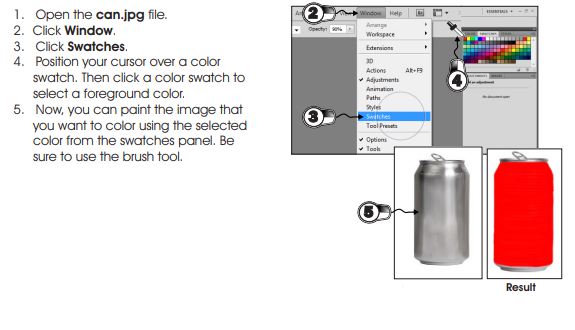 1. Open the can.jpg file.
2. Click Window.
3. Click Swatches.
4. Position your cursor over a color
swatch. Then click a color swatch to
select a foreground color.
5. Now, you can paint the image that
you want to color using the selected
color from the swatches panel. Be
sure to use the brush tool.
2
Window Help
ESSENTIALS
Opacity: 90%
Arrange
Workspace
Extensions
3D
Actions Alt+F9
Adjustments
Animation
Paths
Styles
3
Swatches
Tool Presets
Options
Tools
4
5
Result